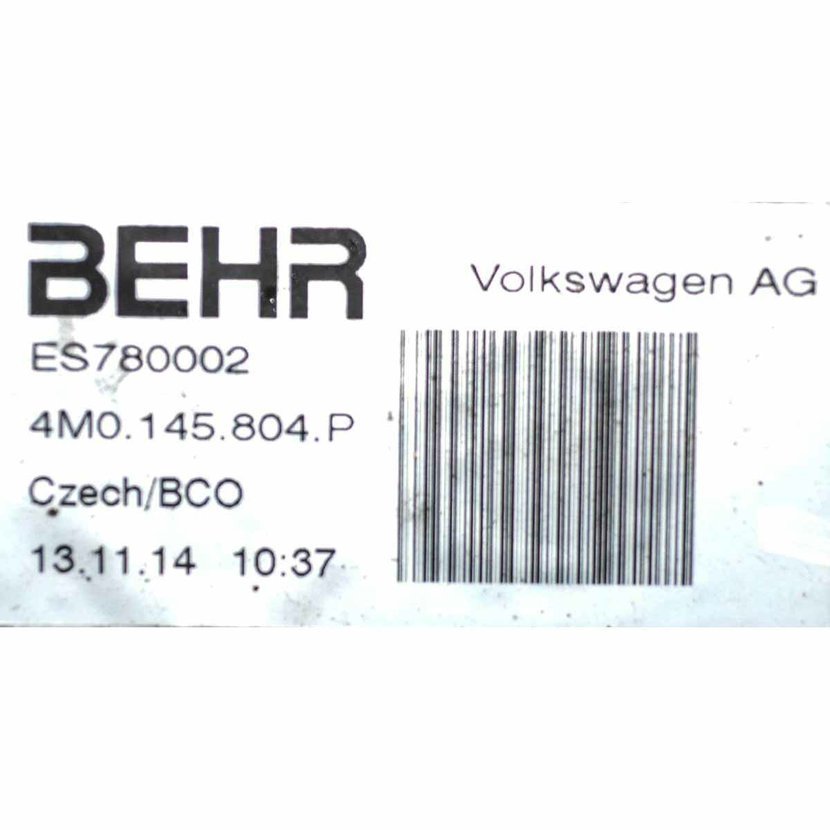 BEHR
Volkswagen AG
ES780002
4M0.145.804.P
Czech/BCO
13.11.14 10:37